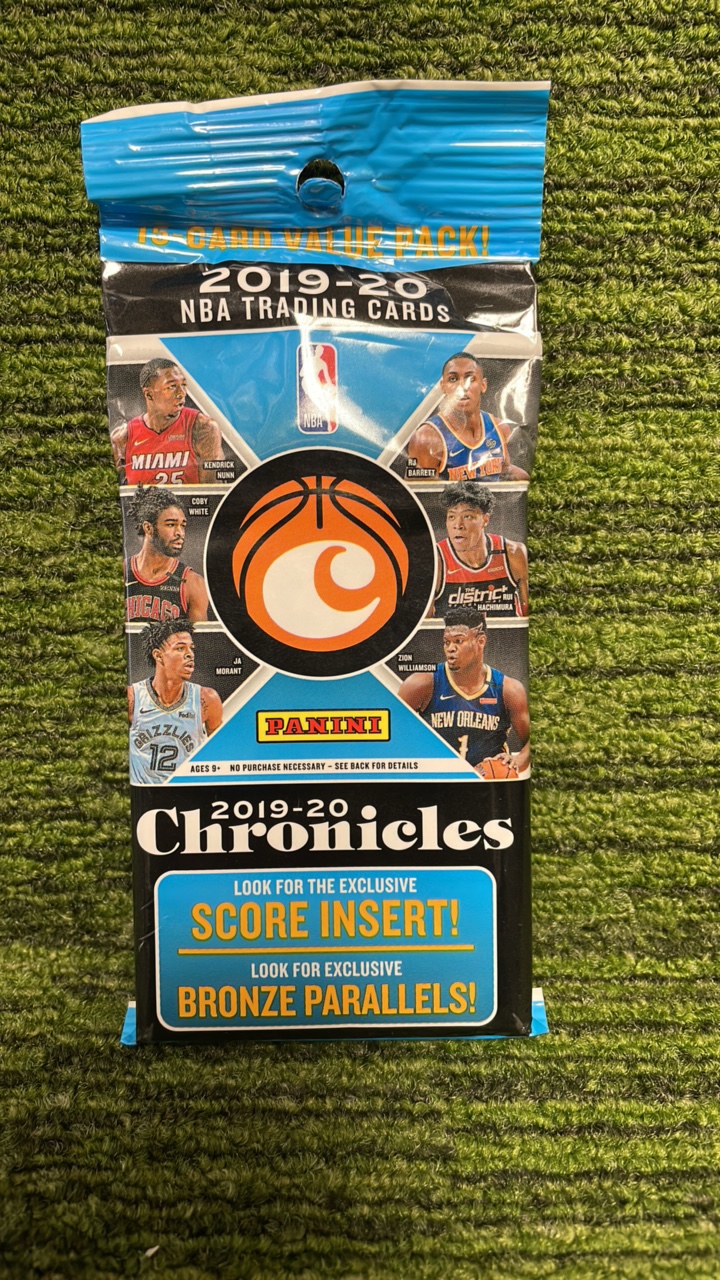 15-CARD VALUE PACK!
2019-20
NBA TRADING CARDS
NBA
MIAMI
25
KENDRICK
NUNN
RJ
BARRETT
NEW YORK
COBY
WHITE
CHICAGO
THE
district
RUI
HACHIMURA
JA
MORANT
FedEx
GRIZZLIES
12
ZION
WILLIAMSON
NEW ORLEANS
1
PANINI
AGES 9+ NO PURCHASE NECESSARY – SEE BACK FOR DETAILS
2019-20
Chronicles
LOOK FOR THE EXCLUSIVE
SCORE INSERT!
LOOK FOR EXCLUSIVE
BRONZE PARALLELS!